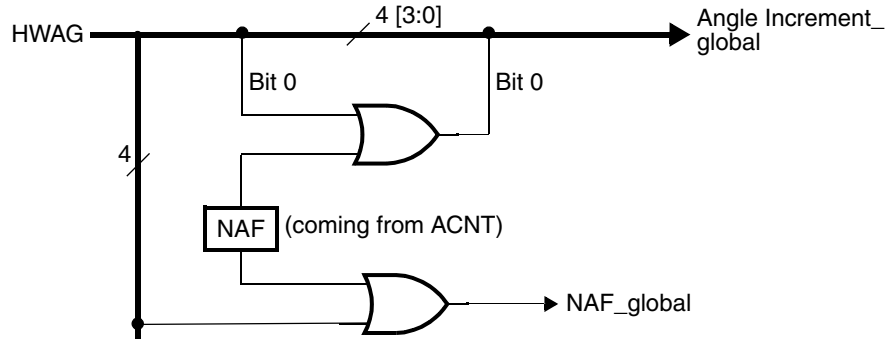 HWAG
4 [3:0]
Angle Increment_
global
Bit 0
Bit 0
4
NAF
(coming from ACNT)
NAF_global